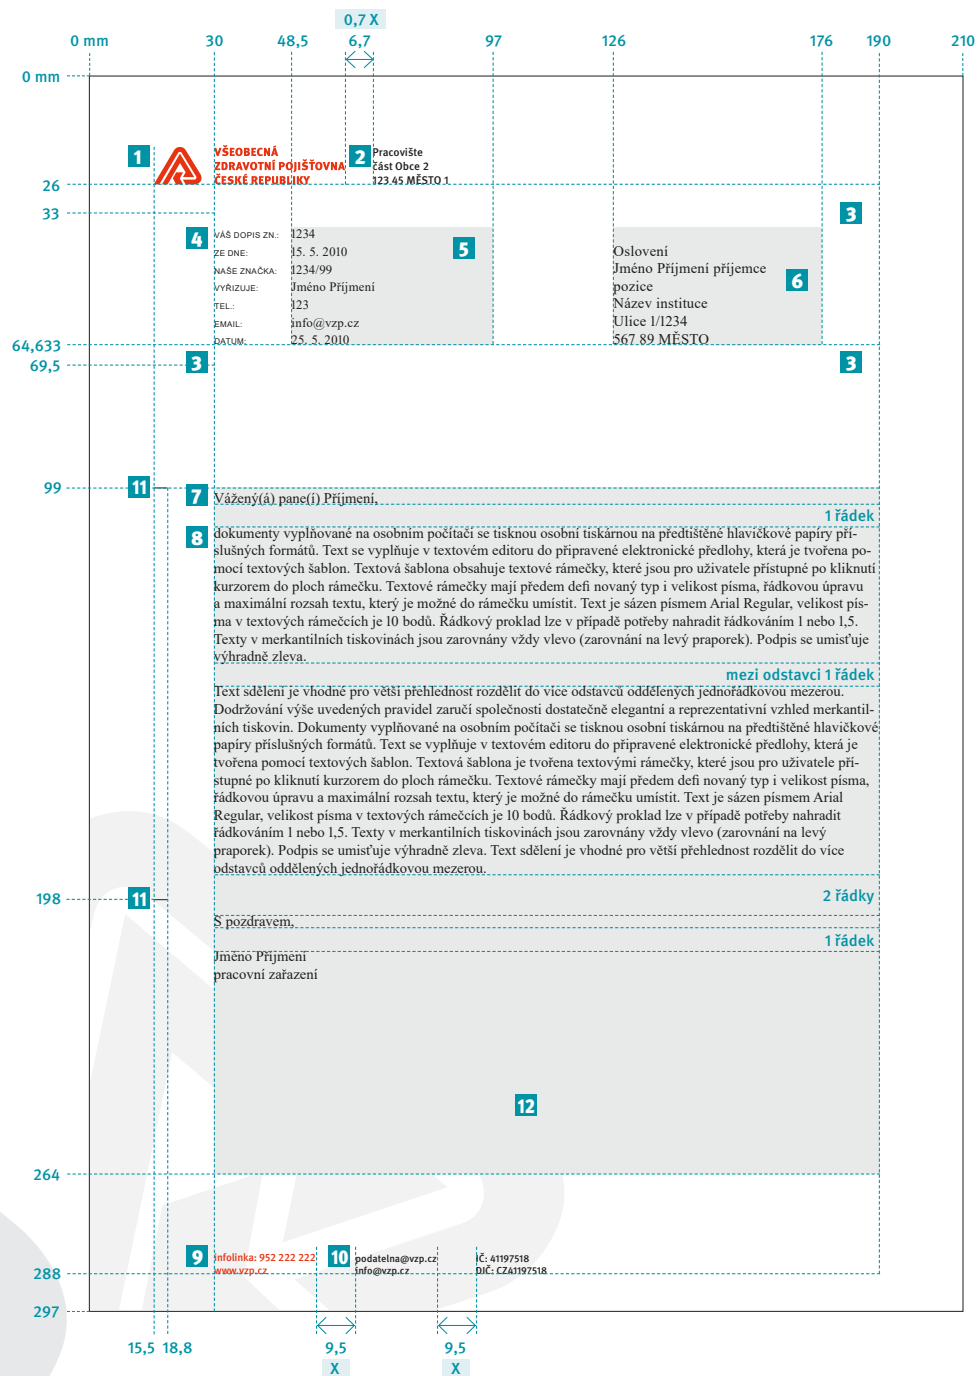 0,7 X
0 mm 30 48,5 6,7 97 126 176 190 210
0 mm
1 VŠEOBECNÁ 2 Pracoviště
ZDRAVOTNÍ POJIŠŤOVNA část Obce 2
ČESKÉ REPUBLIKY 123 45 MĚSTO 1
26
33 3
4 VÁŠ DOPIS ZN.: 1234
ZE DNE: 15. 5. 2010 5 Oslovení
NAŠE ZNAČKA: 1234/99 Jméno Příjmení příjemce
VYŘIZUJE: Jméno Příjmení pozice 6
TEL.: 123 Název instituce
EMAIL: info@vzp.cz Ulice 1/1234
DATUM: 25. 5. 2010 567 89 MĚSTO
64,633
69,5 3 3
99 11
7 Vážený(á) pane(í) Příjmení,
1 řádek
8 dokumenty vyplňované na osobním počítači se tisknou osobní tiskárnou na předtištěné hlavičkové papíry pří-
slušných formátů. Text se vyplňuje v textovém editoru do připravené elektronické předlohy, která je tvořena po-
mocí textových šablon. Textová šablona obsahuje textové rámečky, které jsou pro uživatele přístupné po kliknutí
kurzorem do ploch rámečku. Textové rámečky mají předem defi novaný typ i velikost písma, řádkovou úpravu
a maximální rozsah textu, který je možné do rámečku umístit. Text je sázen písmem Arial Regular, velikost pís-
ma v textových rámečcích je 10 bodů. Řádkový proklad lze v případě potřeby nahradit řádkováním 1 nebo 1,5.
Texty v merkantilních tiskovinách jsou zarovnány vždy vlevo (zarovnání na levý praporek). Podpis se umisťuje
výhradně zleva.
mezi odstavci 1 řádek
Text sdělení je vhodné pro větší přehlednost rozdělit do více odstavců oddělených jednořádkovou mezerou.
Dodržování výše uvedených pravidel zaručí společnosti dostatečně elegantní a reprezentativní vzhled merkantil-
ních tiskovin. Dokumenty vyplňované na osobním počítači se tisknou osobní tiskárnou na předtištěné hlavičkové
papíry příslušných formátů. Text se vyplňuje v textovém editoru do připravené elektronické předlohy, která je
tvořena pomocí textových šablon. Textová šablona je tvořena textovými rámečky, které jsou pro uživatele pří-
stupné po kliknutí kurzorem do ploch rámečku. Textové rámečky mají předem defi novaný typ i velikost písma,
řádkovou úpravu a maximální rozsah textu, který je možné do rámečku umístit. Text je sázen písmem Arial
Regular, velikost písma v textových rámečcích je 10 bodů. Řádkový proklad lze v případě potřeby nahradit
řádkováním 1 nebo 1,5. Texty v merkantilních tiskovinách jsou zarovnány vždy vlevo (zarovnání na levý
praporek). Podpis se umisťuje výhradně zleva. Text sdělení je vhodné pro větší přehlednost rozdělit do více
odstavců oddělených jednořádkovou mezerou.
198 11 2 řádky
S pozdravem,
1 řádek
Jméno Příjmení
pracovní zařazení
12
264
9 infolinka: 952 222 222 10 podatelna@vzp.cz IČ: 41197518
www.vzp.cz info@vzp.cz DIČ: CZ41197518
288
297
15,5 18,8 9,5 9,5
X X